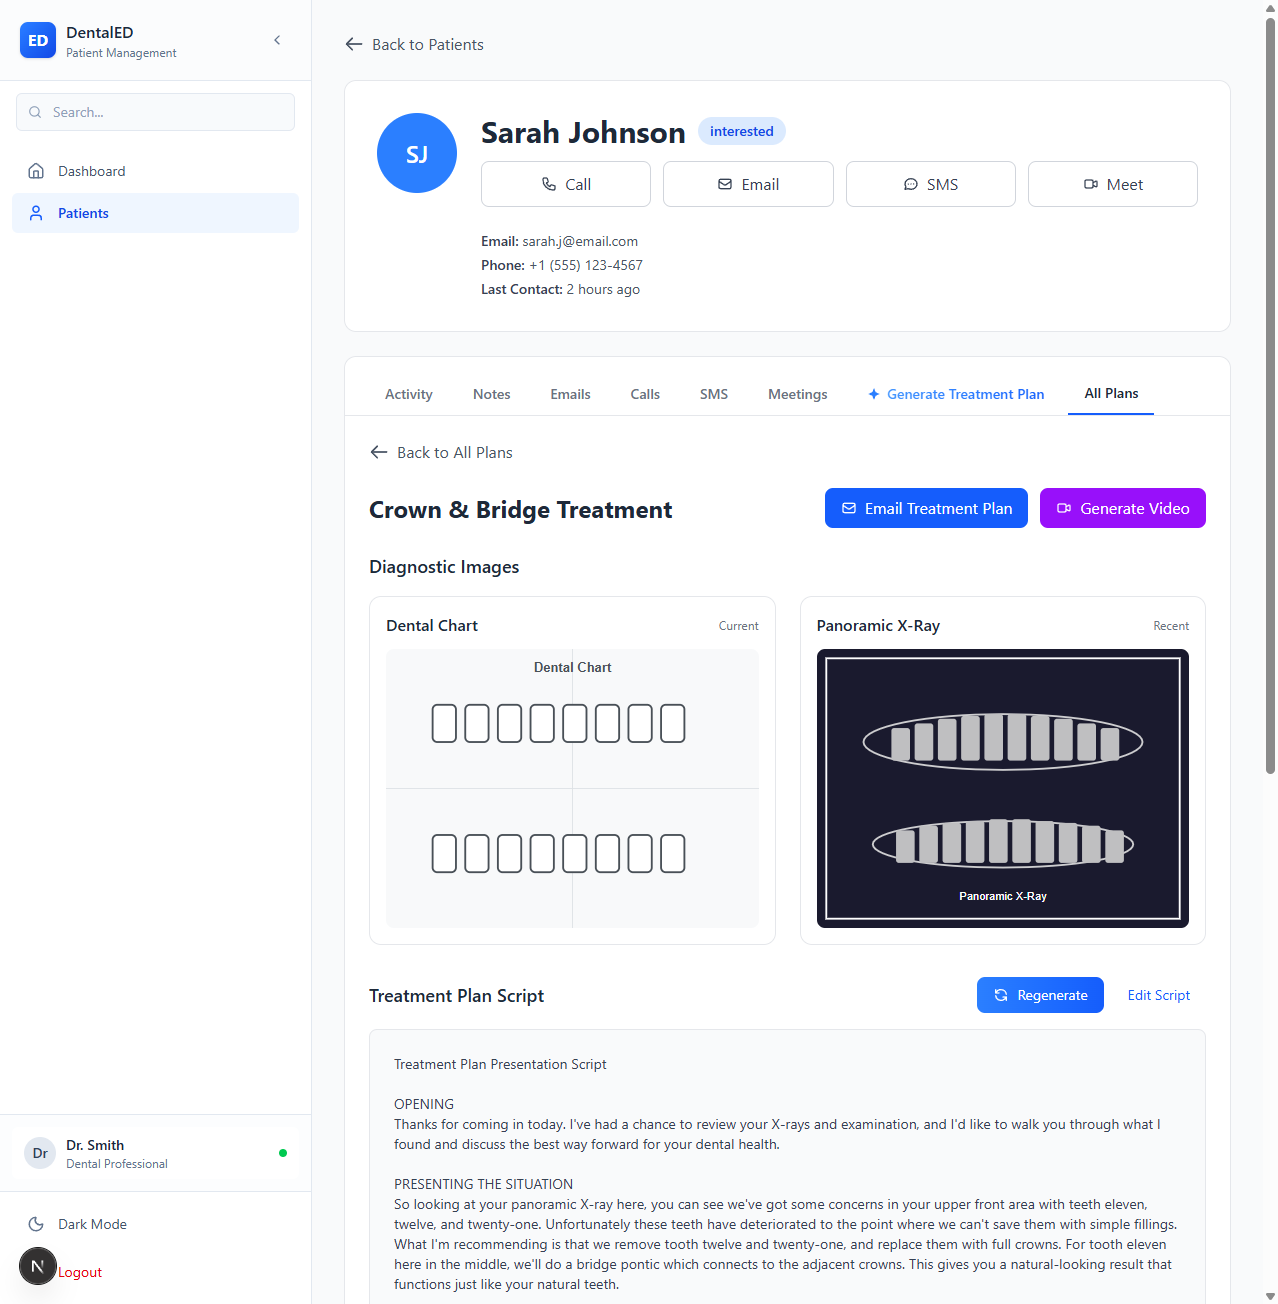 ED
DentalED
Patient Management
Search...
Dashboard
Patients
Dr
Dr. Smith
Dental Professional
Dark Mode
N
Logout
Back to Patients
SJ
Sarah Johnson
interested
Call
Email
SMS
Meet
Email: sarah.j@email.com
Phone: +1 (555) 123-4567
Last Contact: 2 hours ago
Activity
Notes
Emails
Calls
SMS
Meetings
Generate Treatment Plan
All Plans
Back to All Plans
Crown & Bridge Treatment
Email Treatment Plan
Generate Video
Diagnostic Images
Dental Chart
Current
Dental Chart
Panoramic X-Ray
Recent
Panoramic X-Ray
Treatment Plan Script
Regenerate
Edit Script
Treatment Plan Presentation Script
OPENING
Thanks for coming in today. I've had a chance to review your X-rays and examination, and I'd like to walk you through what I
found and discuss the best way forward for your dental health.
PRESENTING THE SITUATION
So looking at your panoramic X-ray here, you can see we've got some concerns in your upper front area with teeth eleven,
twelve, and twenty-one. Unfortunately these teeth have deteriorated to the point where we can't save them with simple fillings.
What I'm recommending is that we remove tooth twelve and twenty-one, and replace them with full crowns. For tooth eleven
here in the middle, we'll do a bridge pontic which connects to the adjacent crowns. This gives you a natural-looking result that
functions just like your natural teeth.